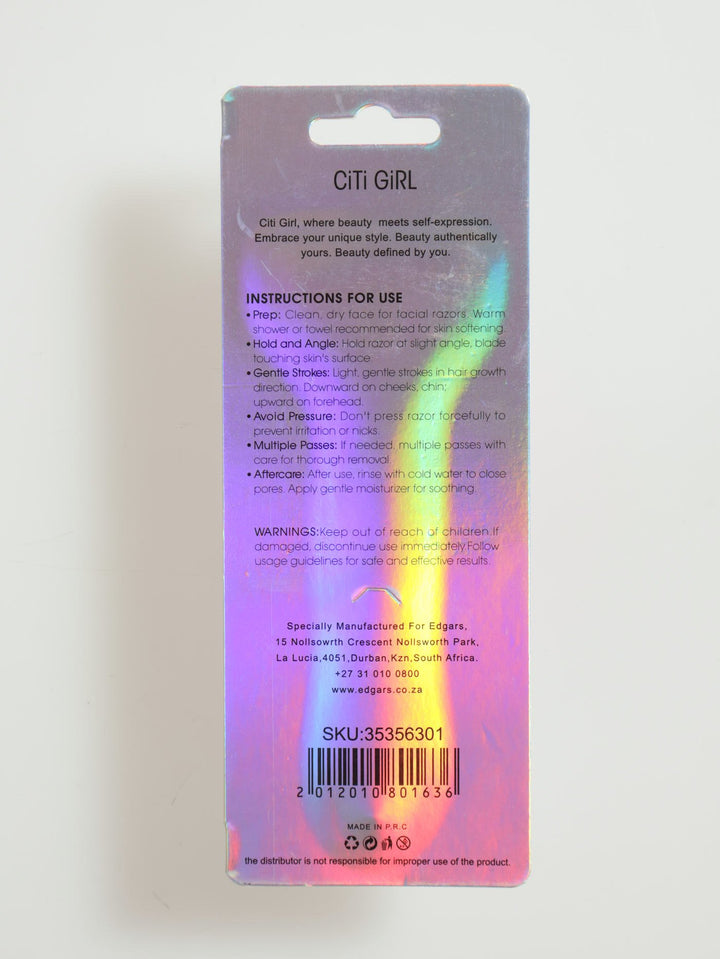 CiTi GiRL
Citi Girl, where beauty meets self-expression.
Embrace your unique style. Beauty authentically
yours. Beauty defined by you.
INSTRUCTIONS FOR USE
• Prep: Clean, dry face for facial razors. Warm
shower or towel recommended for skin softening.
• Hold and Angle: Hold razor at slight angle, blade
touching skin's surface.
• Gentle Strokes: Light, gentle strokes in hair growth
direction. Downward on cheeks, chin;
upward on forehead.
• Avoid Pressure: Don't press razor forcefully to
prevent irritation or nicks.
• Multiple Passes: If needed, multiple passes with
care for thorough removal.
• Aftercare: After use, rinse with cold water to close
pores. Apply gentle moisturizer for soothing.
WARNINGS:Keep out of reach of children.If
damaged, discontinue use immediately.Follow
usage guidelines for safe and effective results.
Specially Manufactured For Edgars,
15 Nollsowrth Crescent Nollsworth Park,
La Lucia,4051,Durban,Kzn,South Africa.
+27 31 010 0800
www.edgars.co.za
SKU:35356301
2 012010 801636
MADE IN P.R.C
the distributor is not responsible for improper use of the product.